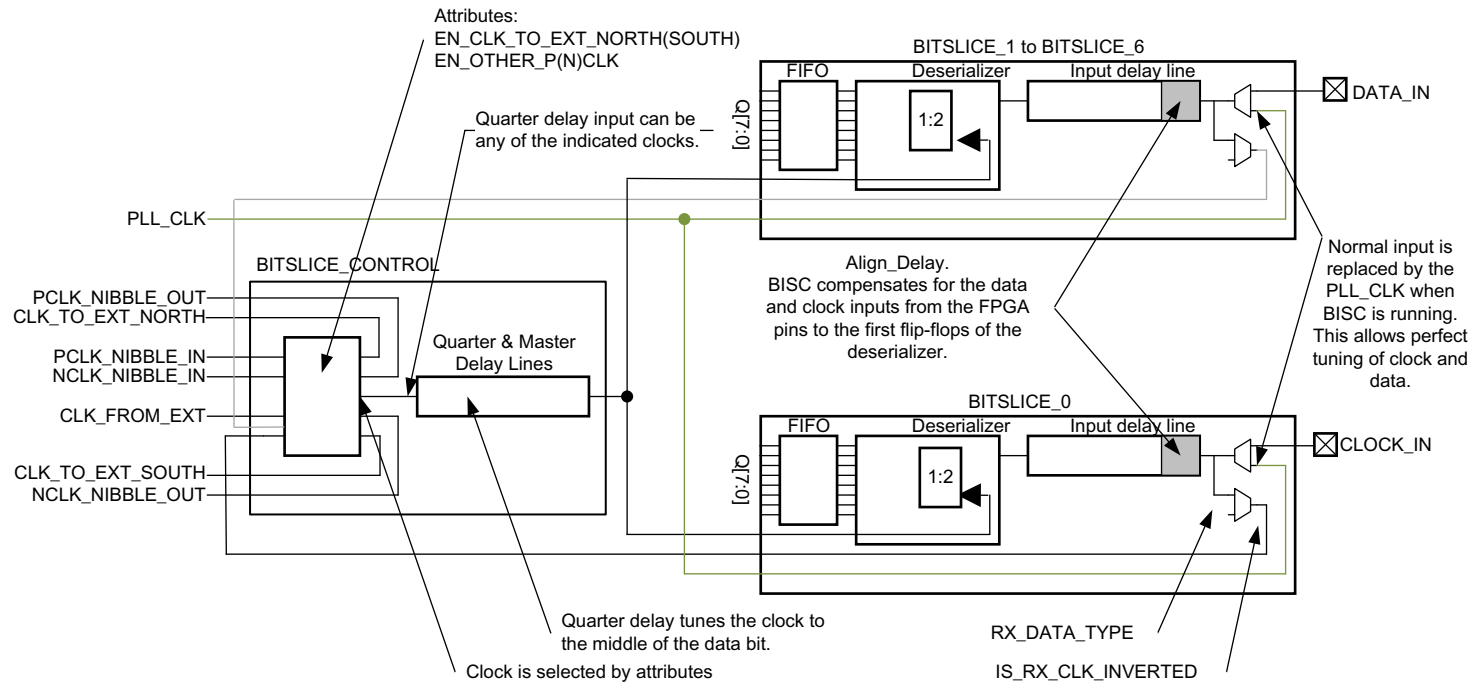 Attributes:
EN_CLK_TO_EXT_NORTH(SOUTH)
EN_OTHER_P(N)CLK
Quarter delay input can be
any of the indicated clocks.
BITSLICE_1 to BITSLICE_6
FIFO
Deserializer
Input delay line
Q[7:0]
1:2
DATA_IN
PLL_CLK
BITSLICE_CONTROL
PCLK_NIBBLE_OUT
CLK_TO_EXT_NORTH
PCLK_NIBBLE_IN
NCLK_NIBBLE_IN
CLK_FROM_EXT
CLK_TO_EXT_SOUTH
NCLK_NIBBLE_OUT
Quarter & Master
Delay Lines
Align_Delay.
BISC compensates for the data
and clock inputs from the FPGA
pins to the first flip-flops of the
deserializer.
Normal input is
replaced by the
PLL_CLK when
BISC is running.
This allows perfect
tuning of clock and
data.
BITSLICE_0
FIFO
Deserializer
Input delay line
Q[7:0]
1:2
CLOCK_IN
Quarter delay tunes the clock to
the middle of the data bit.
Clock is selected by attributes
RX_DATA_TYPE
IS_RX_CLK_INVERTED